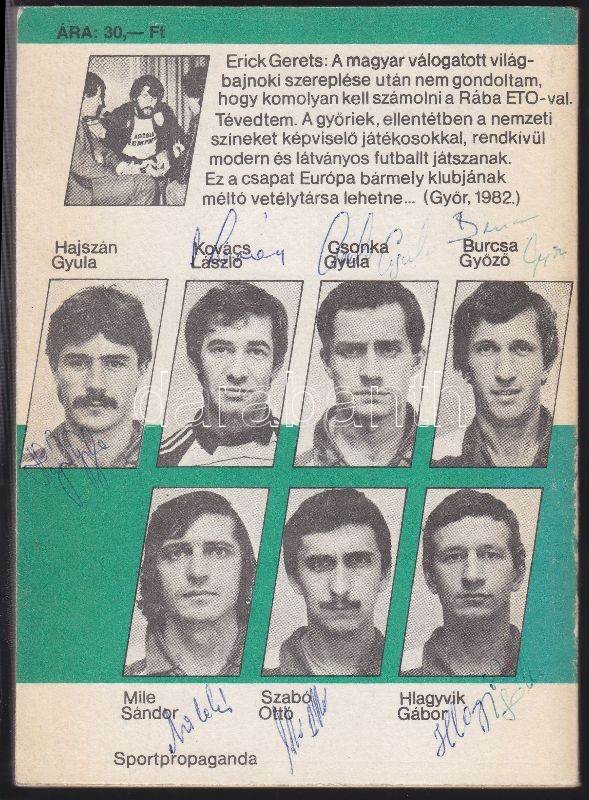 ÁRA: 30,— Ft
Erick Gerets: A magyar válogatott világ-
bajnoki szereplése után nem gondoltam,
hogy komolyan kell számolni a Rába ETO-val.
Tévedtem. A győriek, ellentétben a nemzeti
színeket képviselő játékosokkal, rendkívül
modern és látványos futballt játszanak.
Ez a csapat Európa bármely klubjának
méltó vetélytársa lehetne... (Győr, 1982.)
Hajszán
Gyula
Kovács
László
Csonka
Gyula
Burcsa
Győző
darabanth
Mile
Sándor
Szabó
Ottó
Hlagyvik
Gábor
Sportpropaganda